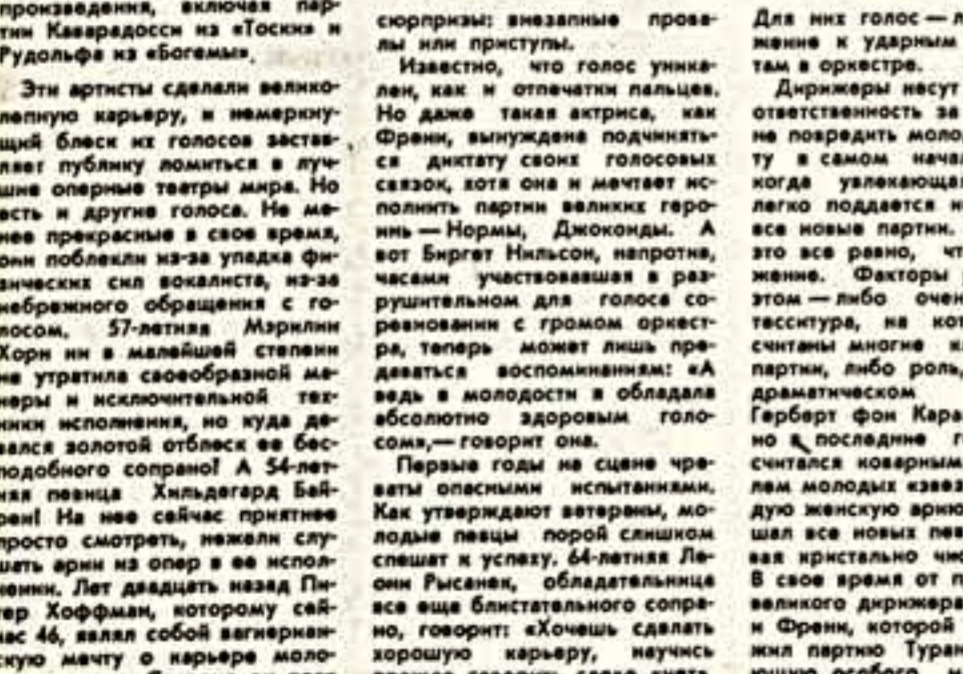 произведения, включая пар-
тии Каварадосси из «Тоски» и
Рудольфа из «Богемы».
Эти артисты сделали велико-
лепную карьеру, и немеркну-
щий блеск их голосов застав-
ляет публику ломиться в луч-
шие оперные театры мира. Но
есть и другие голоса. Не ме-
нее прекрасные в свое время,
они поблекли из-за упадка фи-
зических сил вокалиста, из-за
небрежного обращения с го-
лосом. 57-летняя Мэрилин
Хорн ни в малейшей степени
не утратила своеобразной ма-
неры и исключительной тех-
ники исполнения, но куда де-
вался золотой отблеск ее бес-
подобного сопрано! А 54-лет-
няя певица Хильдегард Бай-
рен! На нее сейчас приятнее
просто смотреть, нежели слу-
шать арии из опер в ее испол-
нении. Лет двадцать назад Пи-
тер Хоффман, которому сей-
час 46, являл собой вагнериан-
скую мечту о карьере моло-
сюрпризы: внезапные прова-
лы или приступы.
Известно, что голос уника-
лен, как и отпечатки пальцев.
Но даже такая актриса, как
Френи, вынуждена подчинять-
ся диктату своих голосовых
связок, хотя она и мечтает ис-
полнить партии великих геро-
инь — Нормы, Джоконды. А
вот Биргет Нильсон, напротив,
часами участвовавшая в раз-
рушительном для голоса со-
ревновании с громом оркест-
ра, теперь может лишь пре-
даваться воспоминаниям: «А
ведь в молодости я обладала
абсолютно здоровым голо-
сом»,— говорит она.
Первые годы на сцене чре-
ваты опасными испытаниями.
Как утверждают ветераны, мо-
лодые певцы порой слишком
спешат к успеху. 64-летняя Ле-
они Рысанек, обладательница
все еще блистательного сопра-
но, говорит: «Хочешь сделать
хорошую карьеру, научись
Для них голос — л
жение к ударным
там в оркестре.
Дирижеры несут
ответственность за
не повредить моло
ту в самом начал
когда увлекающа
легко поддается н
все новые партии.
это все равно, чт
жение. Факторы
этом — либо очен
тесситура, на кот
считаны многие к
партии, либо роль,
драматическом
Герберт фон Кара
но в последние г
считался коварным
лем молодых «звез
дую женскую арию
шал все новых пев
вая кристально чис
В свое время от п
великого дирижера
и Френи, которой
жил партию Туран